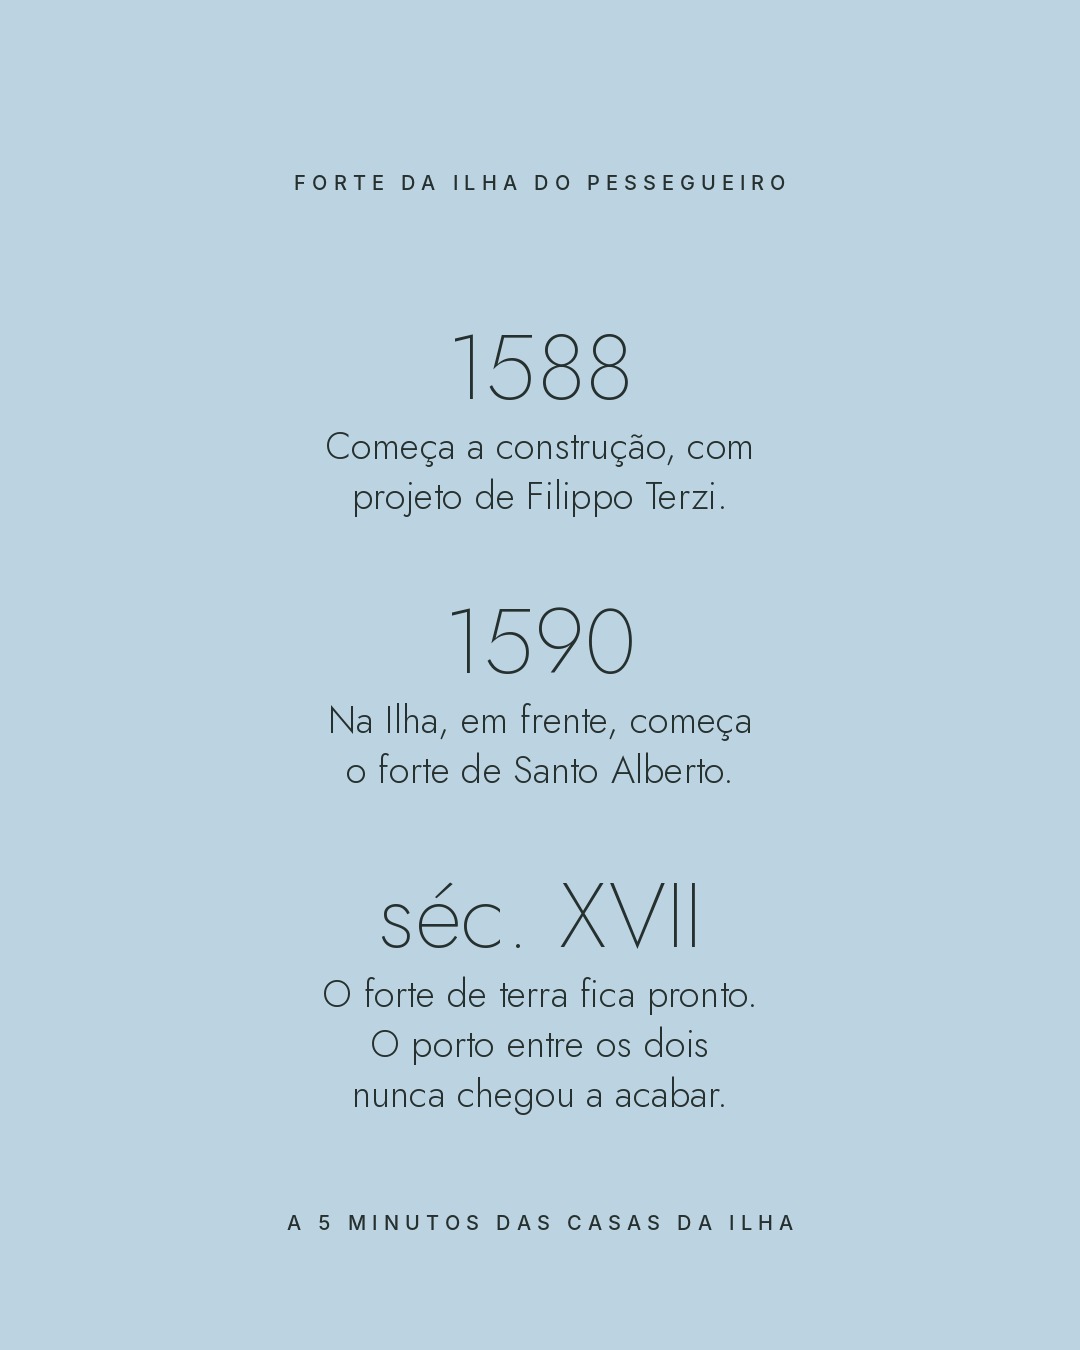 FORTE DA ILHA DO PESSEGUEIRO
1588
Começa a construção, com
projeto de Filippo Terzi.
1590
Na Ilha, em frente, começa
o forte de Santo Alberto.
séc. XVII
O forte de terra fica pronto.
O porto entre os dois
nunca chegou a acabar.
A 5 MINUTOS DAS CASAS DA ILHA